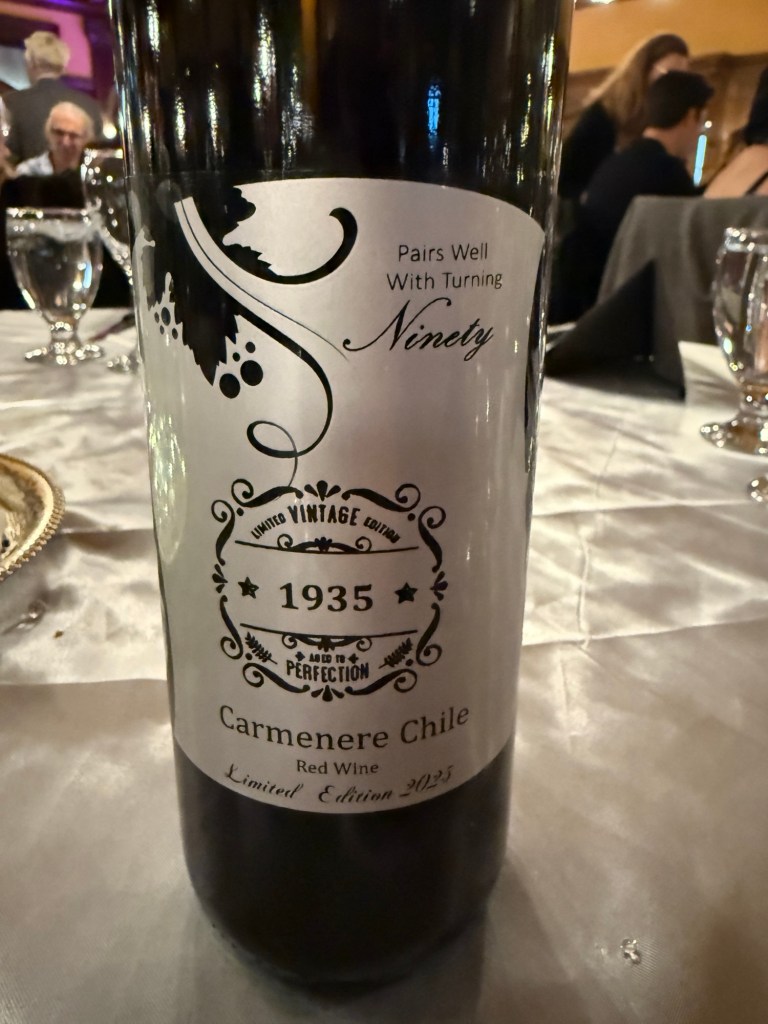 Pairs Well
With Turning
Ninety
LIMITED VINTAGE EDITION
1935
AGED TO
PERFECTION
Carmenere Chile
Red Wine
Limited Edition 2025